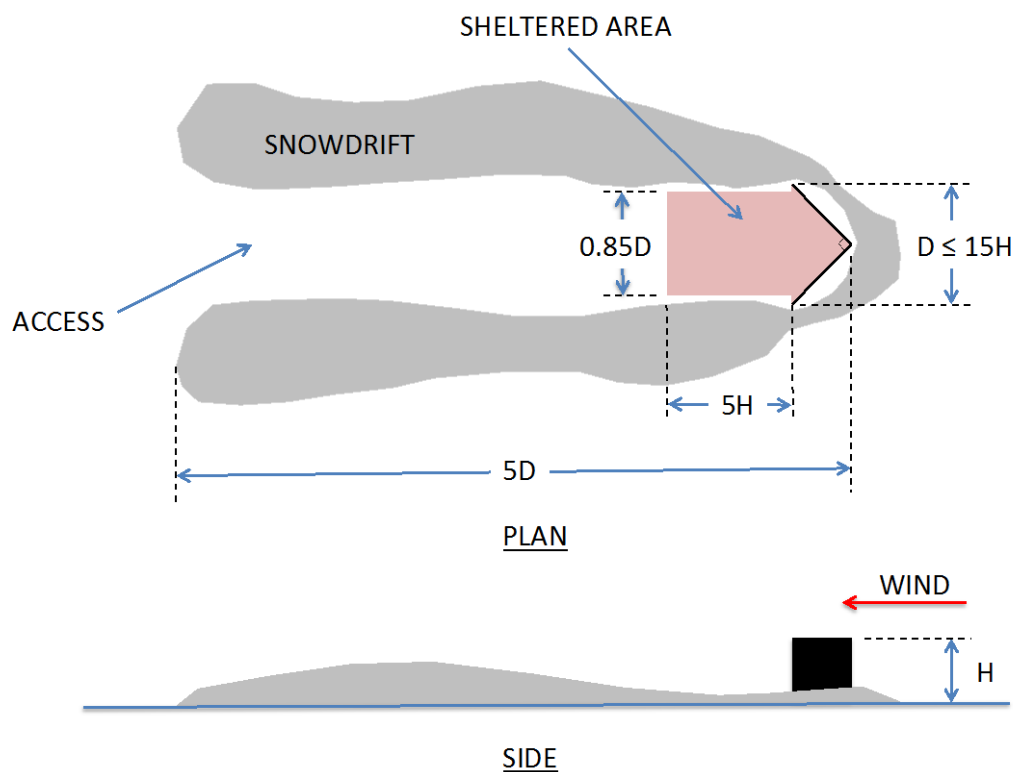 SHELTERED AREA
SNOWDRIFT
0.85D
D ≤ 15H
ACCESS
5H
5D
PLAN
WIND
H
SIDE